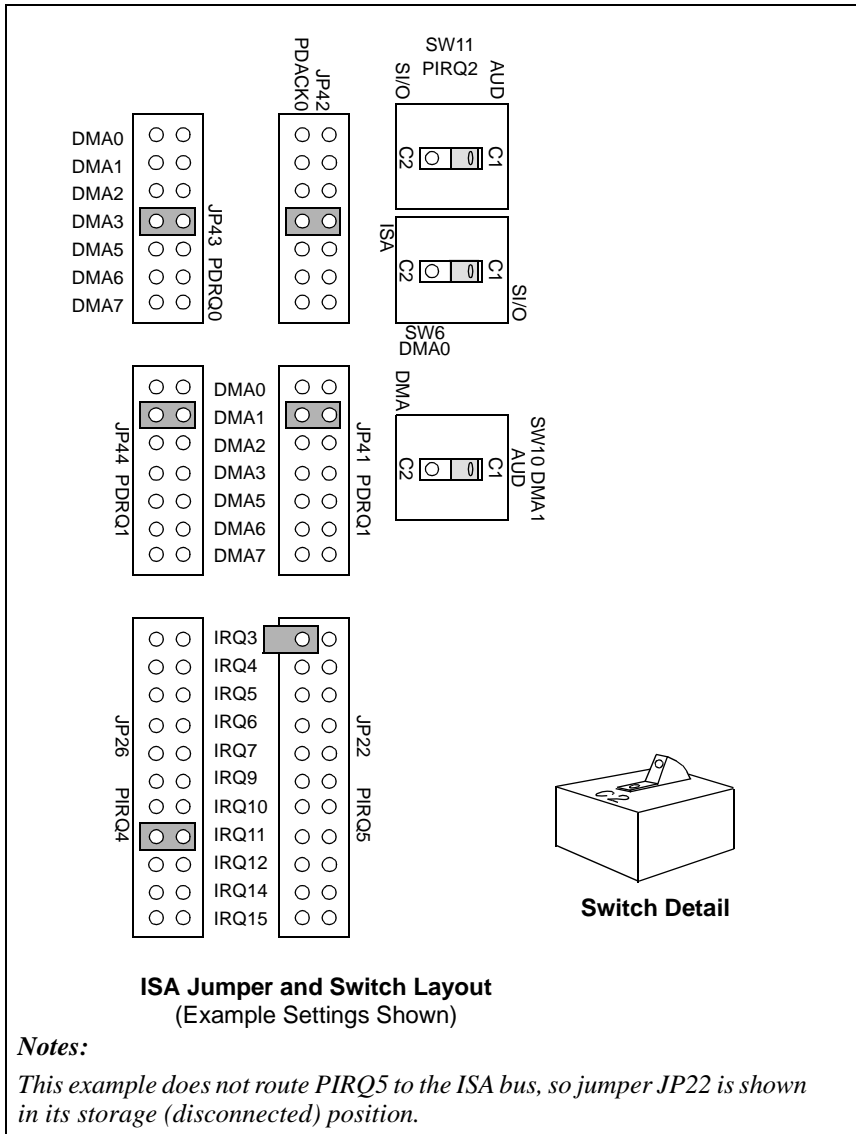 SW11
PIRQ2
SI/O
AUD
PDACK0
JP42
C2
C1
DMA0
DMA1
DMA2
DMA3
DMA5
DMA6
DMA7
JP43 PDRQ0
ISA
C2
C1
SI/O
SW6
DMA0
DMA
DMA0
DMA1
DMA2
DMA3
DMA5
DMA6
DMA7
JP44 PDRQ1
JP41 PDRQ1
C2
C1
AUD
SW10 DMA1
IRQ3
IRQ4
IRQ5
IRQ6
IRQ7
IRQ9
IRQ10
IRQ11
IRQ12
IRQ14
IRQ15
JP26 PIRQ4
JP22 PIRQ5
C2
Switch Detail
ISA Jumper and Switch Layout
(Example Settings Shown)
Notes:
This example does not route PIRQ5 to the ISA bus, so jumper JP22 is shown
in its storage (disconnected) position.